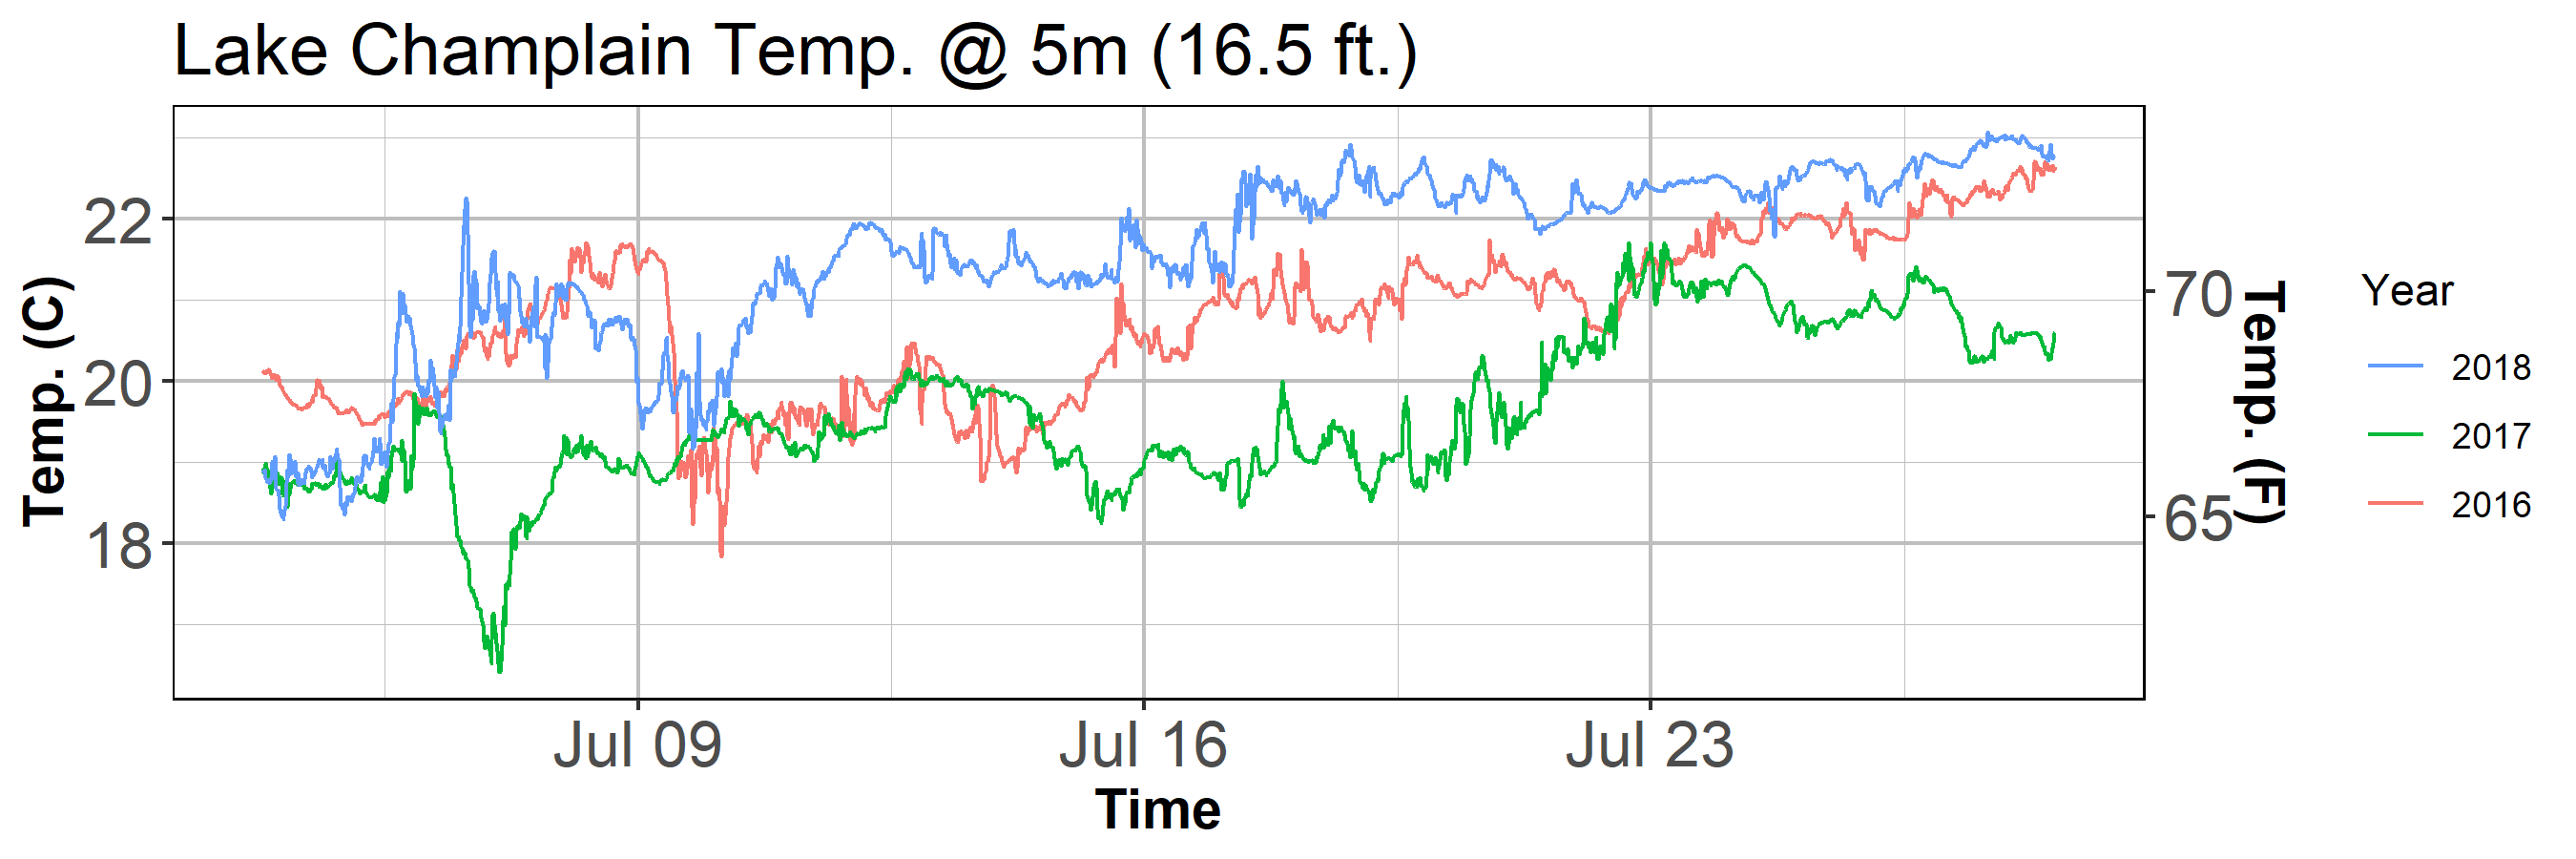 Lake Champlain Temp. @ 5m (16.5 ft.)
Temp. (C)
22
20
18
70
65
Temp. (F)
Jul 09
Jul 16
Jul 23
Time
Year
2018
2017
2016